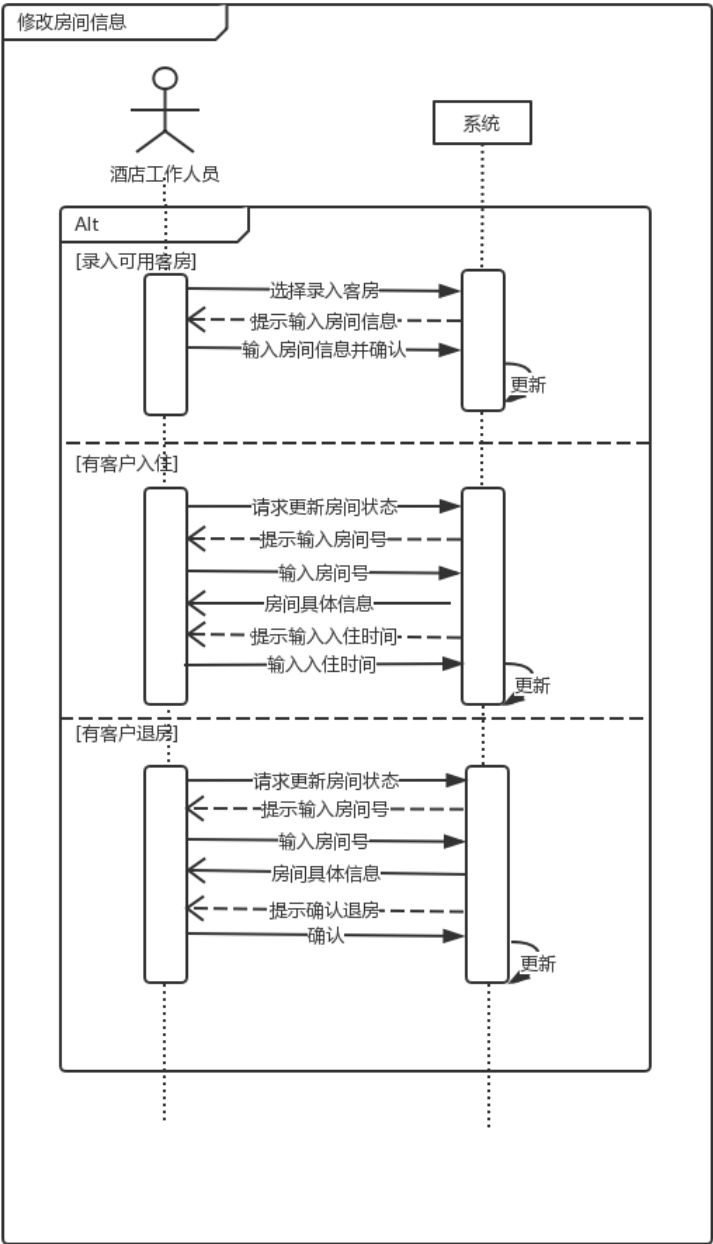 修改房间信息
酒店工作人员
系统
Alt
[录入可用客房]
选择录入客房
提示输入房间信息
输入房间信息并确认
更新
[有客户入住]
请求更新房间状态
提示输入房间号
输入房间号
房间具体信息
提示输入入住时间
输入入住时间
更新
[有客户退房]
请求更新房间状态
提示输入房间号
输入房间号
房间具体信息
提示确认退房
确认
更新